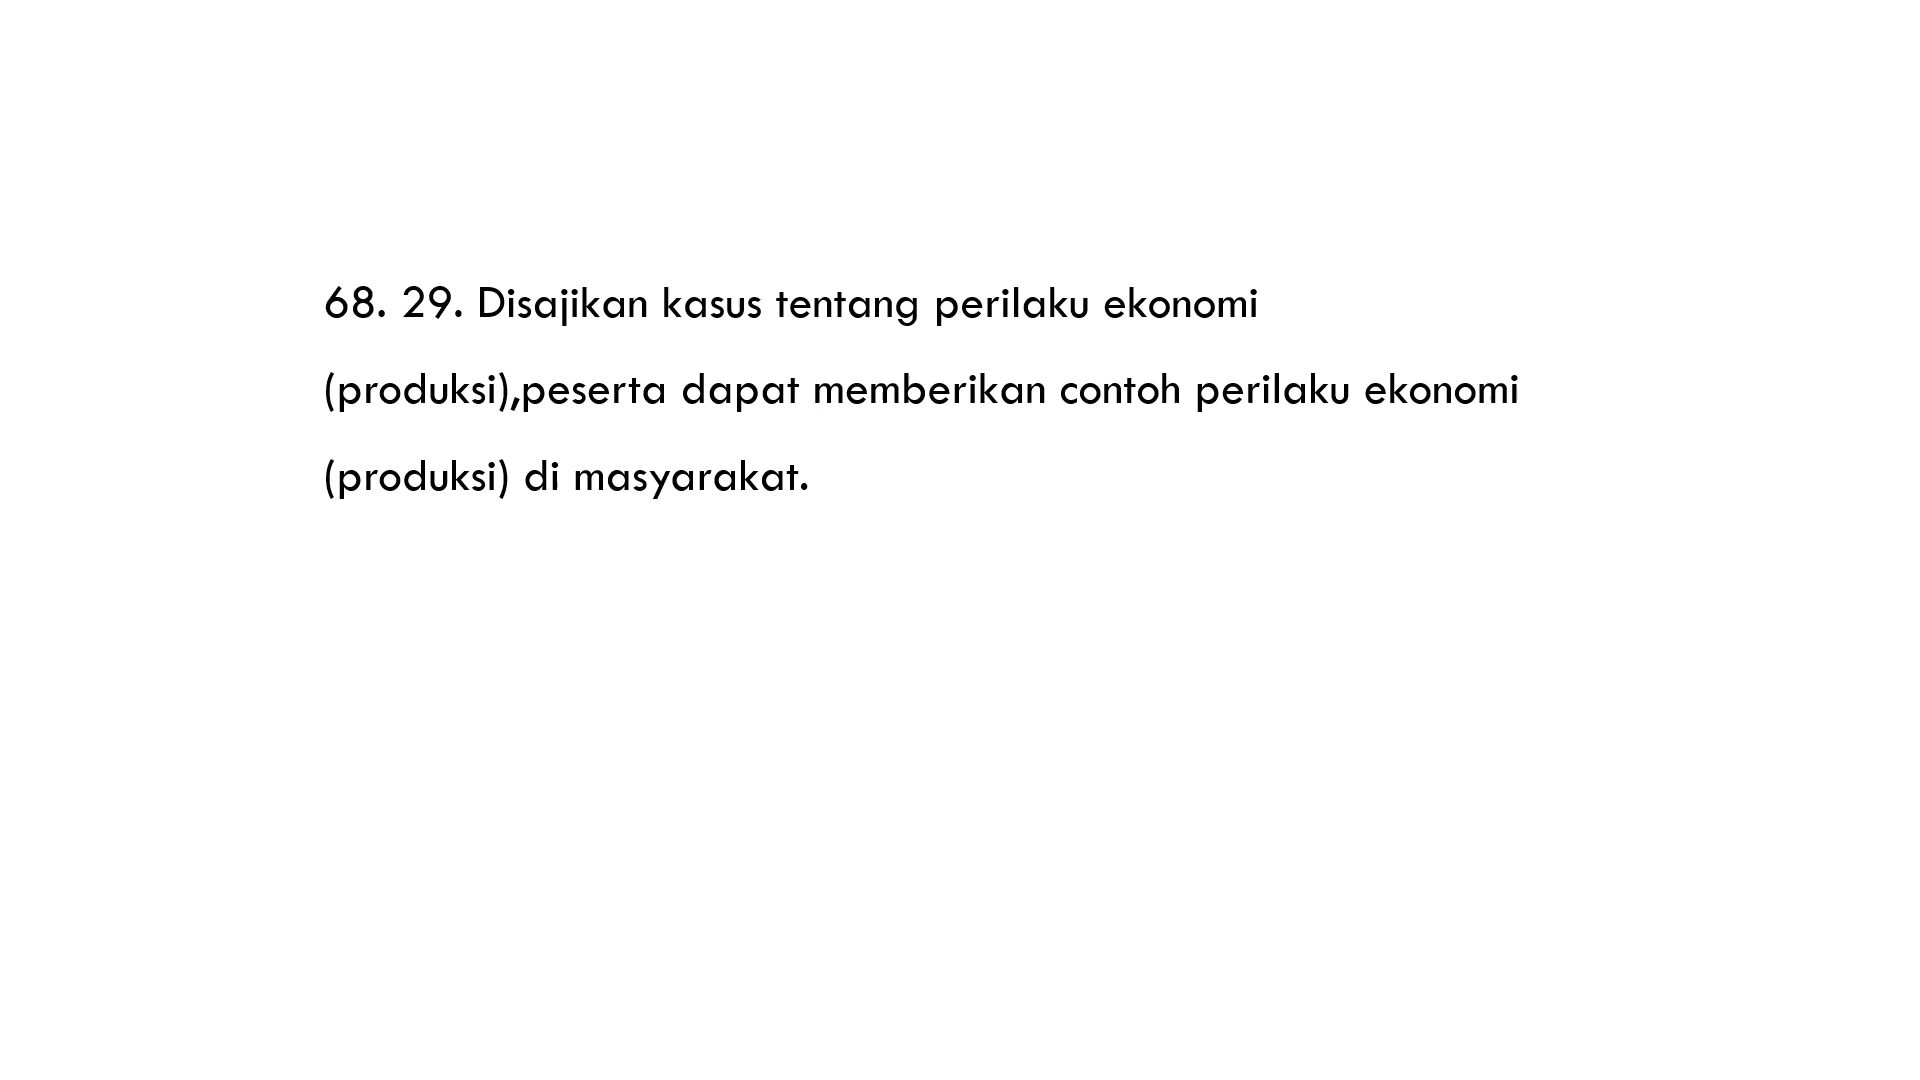 68. 29. Disajikan kasus tentang perilaku ekonomi
(produksi),peserta dapat memberikan contoh perilaku ekonomi
(produksi) di masyarakat.